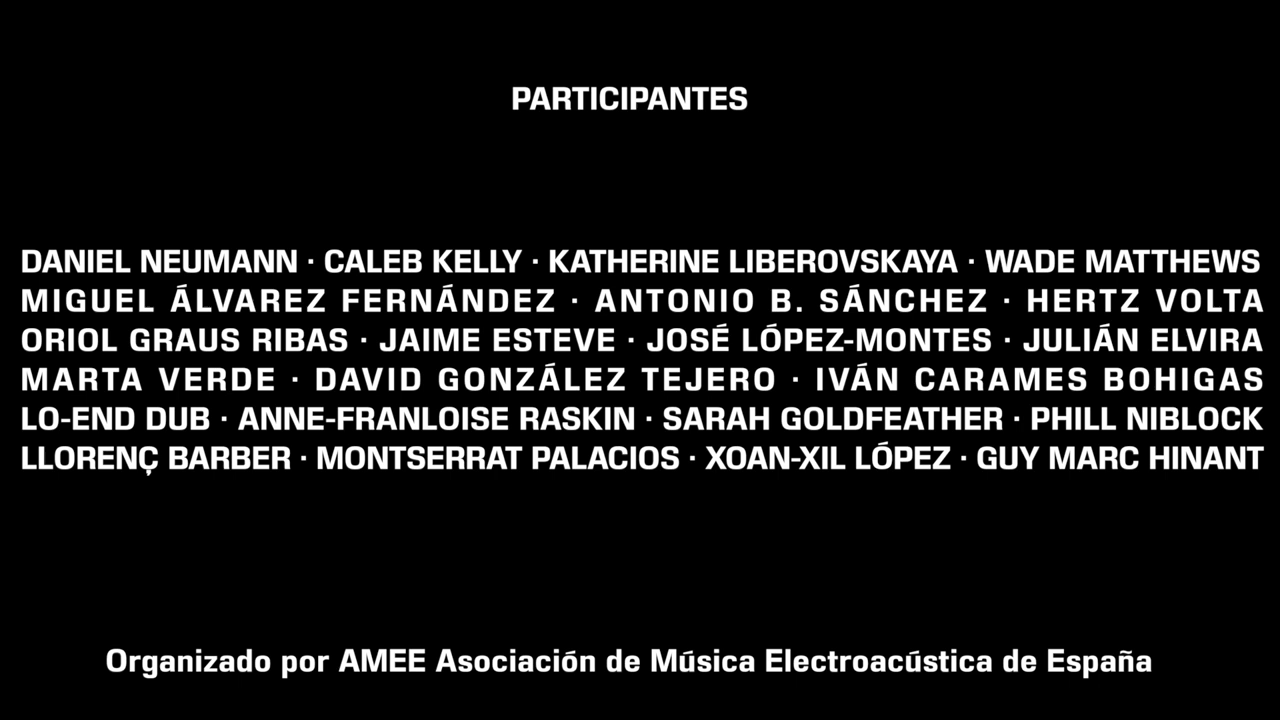 PARTICIPANTES
DANIEL NEUMANN · CALEB KELLY · KATHERINE LIBEROVSKAYA · WADE MATTHEWS
MIGUEL ÁLVAREZ FERNÁNDEZ · ANTONIO B. SÁNCHEZ · HERTZ VOLTA
ORIOL GRAUS RIBAS · JAIME ESTEVE · JOSÉ LÓPEZ-MONTES · JULIÁN ELVIRA
MARTA VERDE · DAVID GONZÁLEZ TEJERO · IVÁN CARAMES BOHIGAS
LO-END DUB · ANNE-FRANLOISE RASKIN · SARAH GOLDFEATHER · PHILL NIBLOCK
LLORENÇ BARBER · MONTSERRAT PALACIOS · XOAN-XIL LÓPEZ · GUY MARC HINANT
Organizado por AMEE Asociación de Música Electroacústica de España